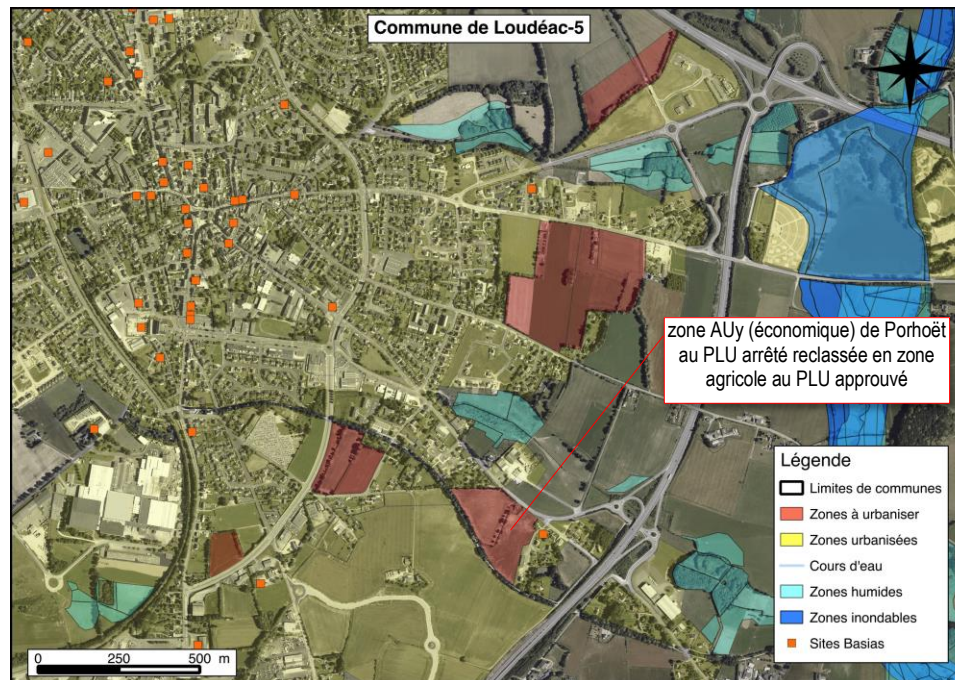 Commune de Loudéac-5
zone AUy (économique) de Porhoët
au PLU arrêté reclassée en zone
agricole au PLU approuvé
Légende
Limites de communes
Zones à urbaniser
Zones urbanisées
Cours d'eau
Zones humides
Zones inondables
Sites Basias
0 250 500 m